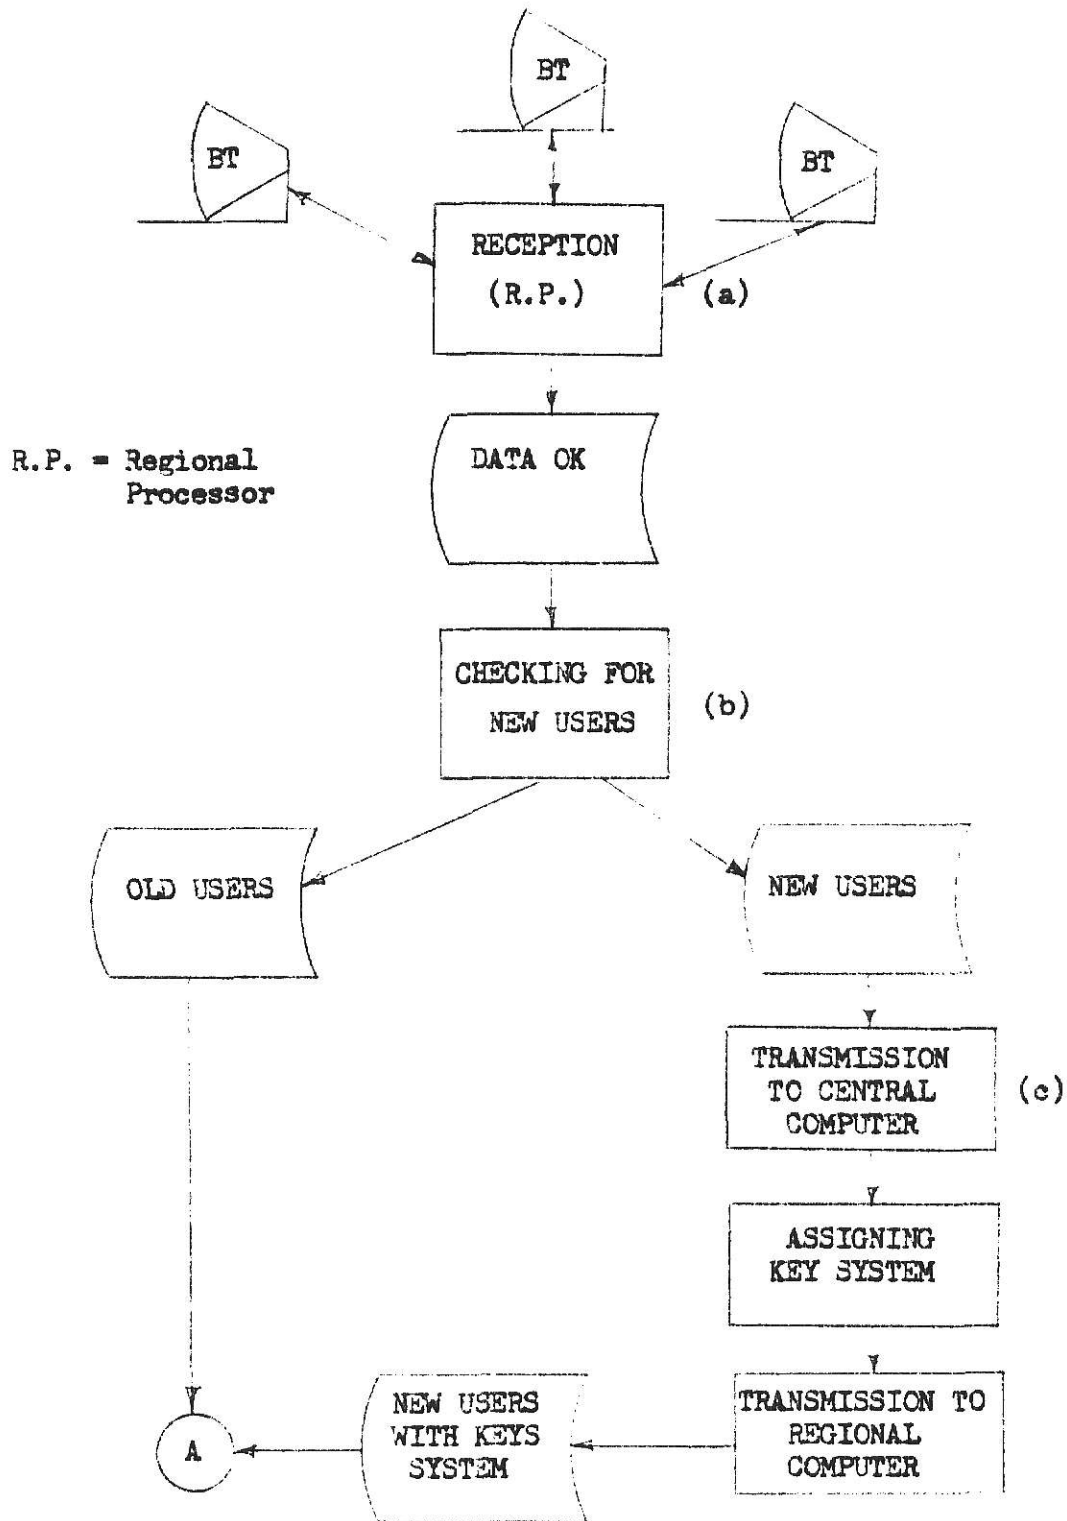 BT
BT
BT
RECEPTION
(R.P.)
(a)
R.P. = Regional
Processor
DATA OK
CHECKING FOR
NEW USERS
(b)
OLD USERS
NEW USERS
TRANSMISSION
TO CENTRAL
COMPUTER
(c)
ASSIGNING
KEY SYSTEM
TRANSMISSION TO
REGIONAL
COMPUTER
NEW USERS
WITH KEYS
SYSTEM
A